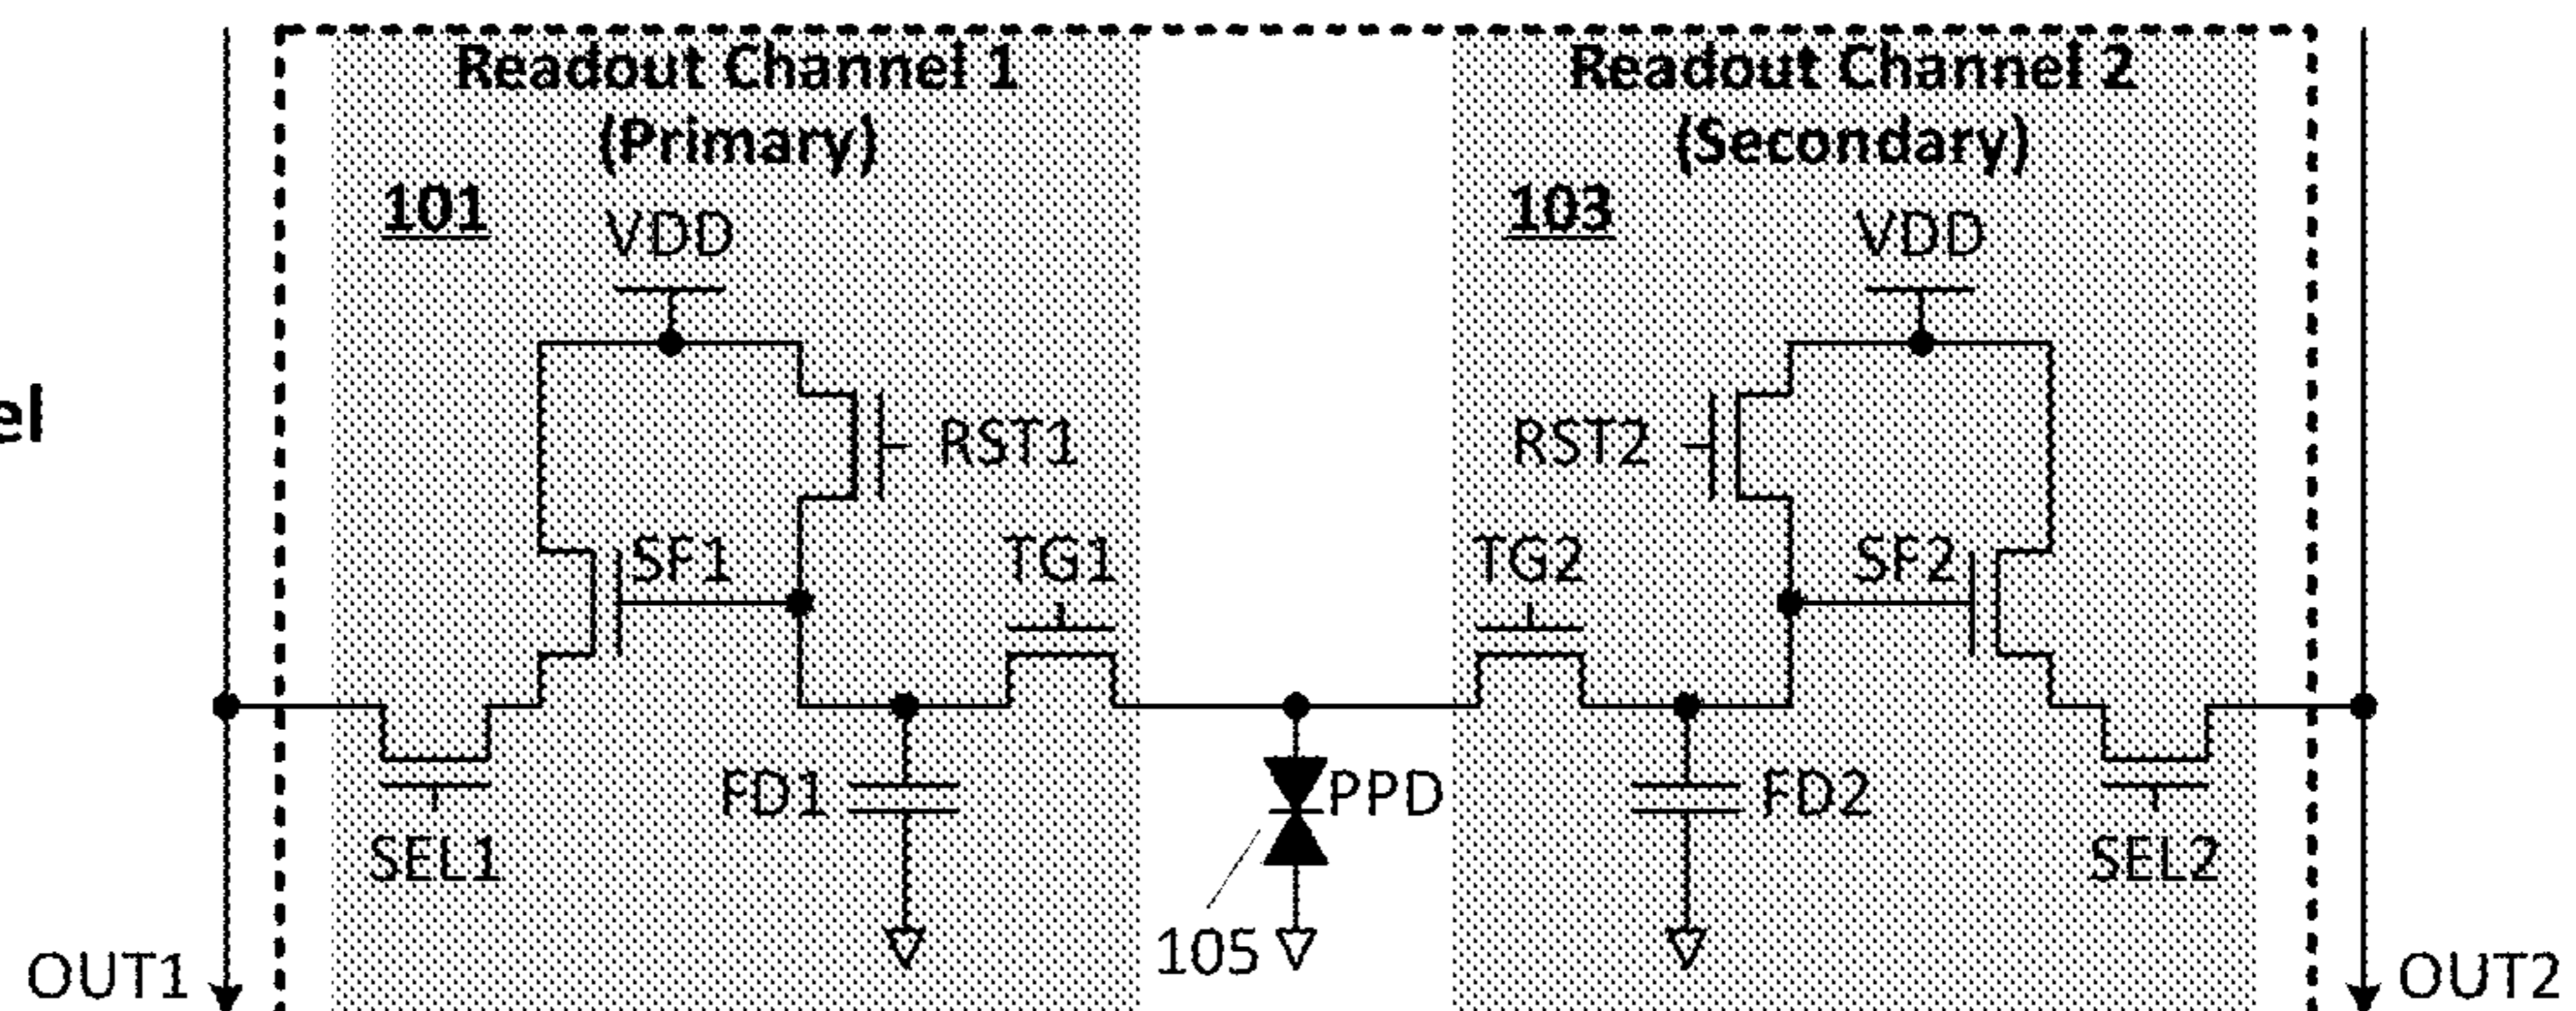 Readout Channel 1
(Primary)
101
VDD
RST1
SF1
TG1
FD1
SEL1
OUT1
el
PPD
105
Readout Channel 2
(Secondary)
103
VDD
RST2
TG2
SF2
FD2
SEL2
OUT2